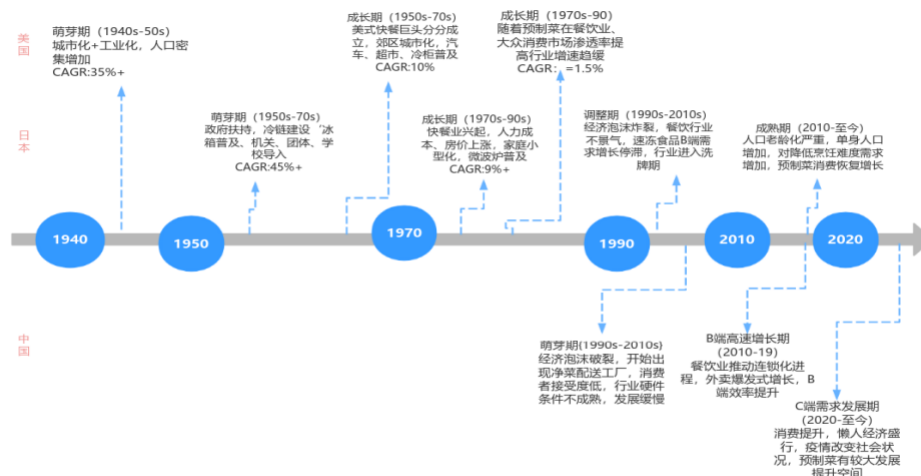 美国
萌芽期（1940s-50s）
城市化+工业化，人口密
集增加
CAGR:35%+
成长期（1950s-70s）
美式快餐巨头分分成
立，郊区城市化，汽
车、超市、冷柜普及
CAGR:10%
成长期（1970s-90）
随着预制菜在餐饮业、
大众消费市场渗透率提
高行业增速趋缓
CAGR：=1.5%
日本
萌芽期（1950s-70s）
政府扶持，冷链建设‘冰
箱普及、机关、团体、学
校导入
CAGR:45%+
成长期（1970s-90s）
快餐业兴起，人力成
本、房价上涨，家庭小
型化，微波炉普及
CAGR:9%+
调整期（1990s-2010s）
经济泡沫炸裂，餐饮行业
不景气，速冻食品B端需
求增长停滞，行业进入洗
牌期
成熟期（2010-至今）
人口老龄化严重，单身人口
增加，对降低烹饪难度需求
增加，预制菜消费恢复增长
1940
1950
1970
1990
2010
2020
中国
萌芽期(1990s-2010s)
经济泡沫破裂，开始出
现净菜配送工厂，消费
者接受度低，行业硬件
条件不成熟，发展缓慢
B端高速增长期
(2010-19)
餐饮业推动连锁化进
程，外卖爆发式增长，B
端效率提升
C端需求发展期
(2020-至今)
消费提升，懒人经济盛
行，疫情改变社会状
况，预制菜有较大发展
提升空间